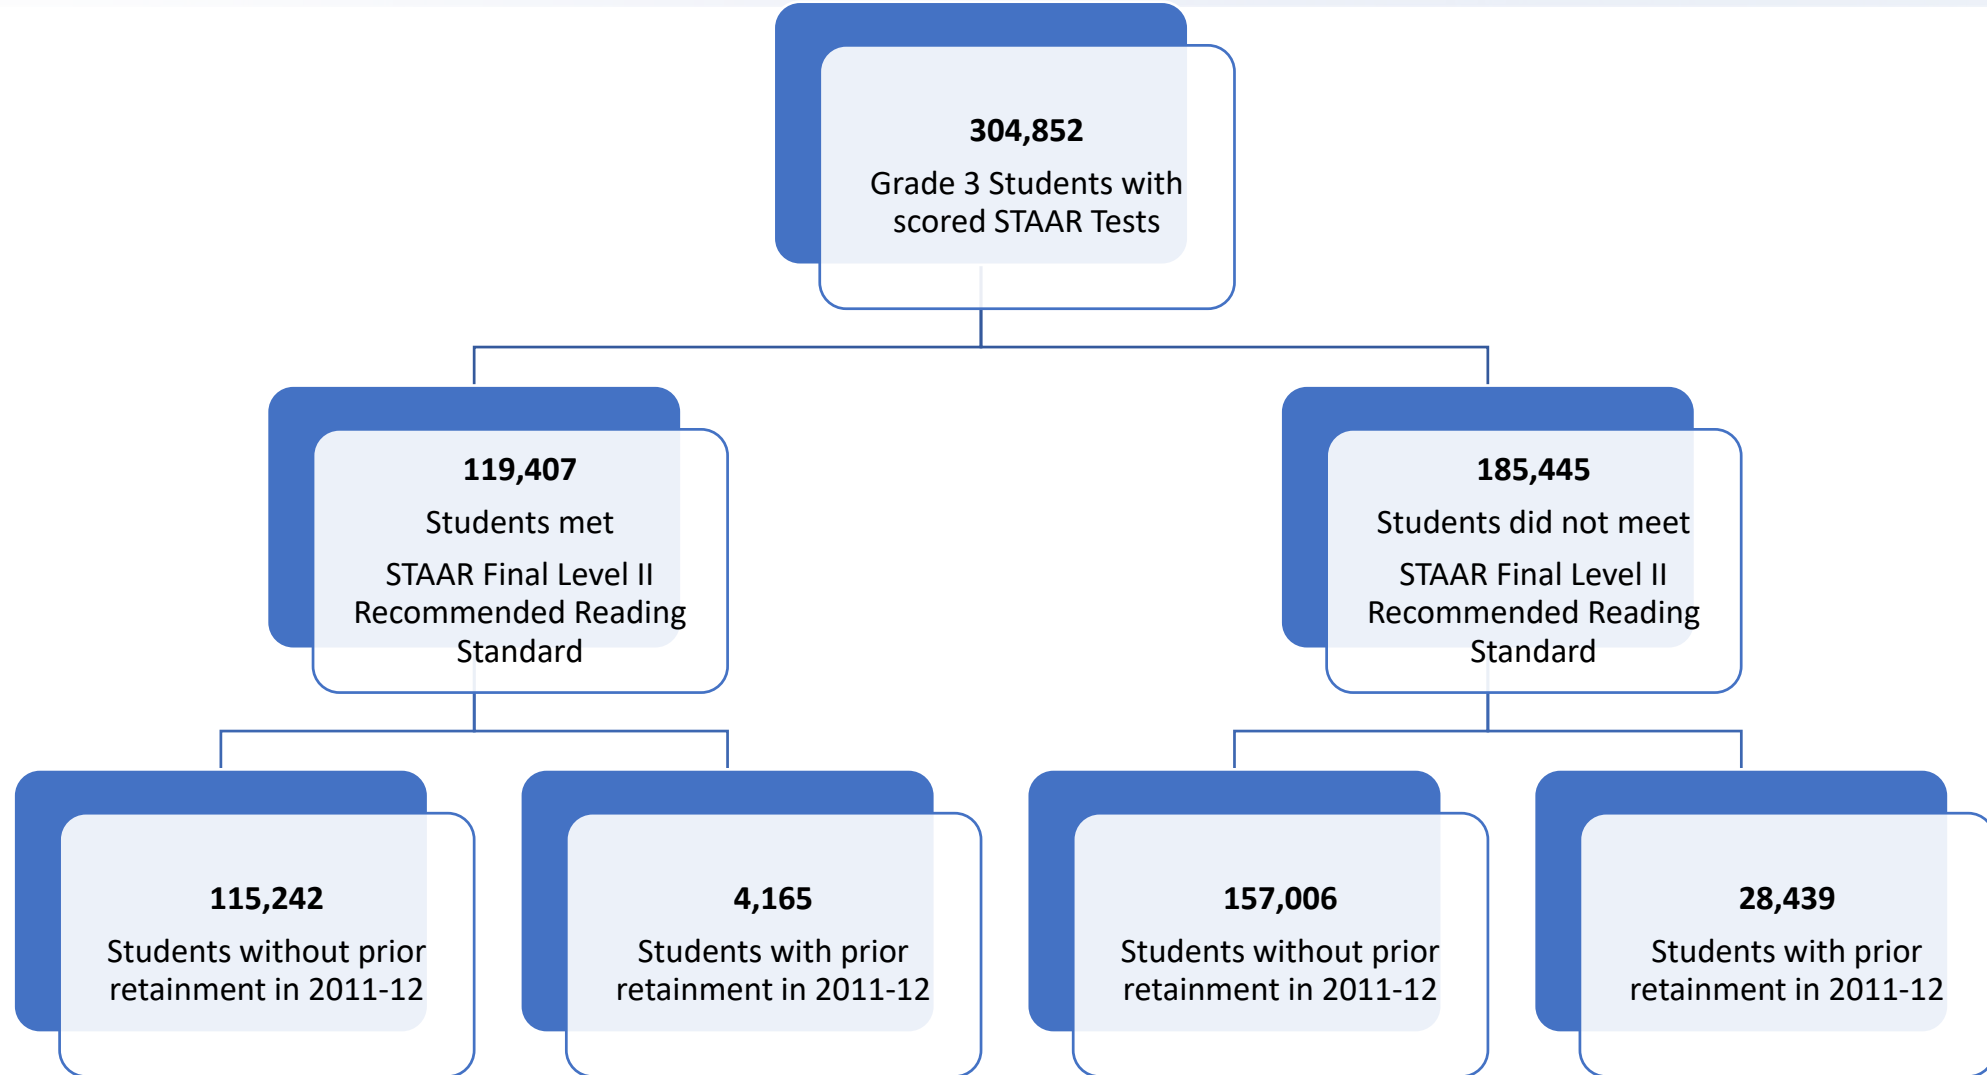 304,852
Grade 3 Students with
scored STAAR Tests
119,407
Students met
STAAR Final Level II
Recommended Reading
Standard
185,445
Students did not meet
STAAR Final Level II
Recommended Reading
Standard
115,242
Students without prior
retainment in 2011-12
4,165
Students with prior
retainment in 2011-12
157,006
Students without prior
retainment in 2011-12
28,439
Students with prior
retainment in 2011-12